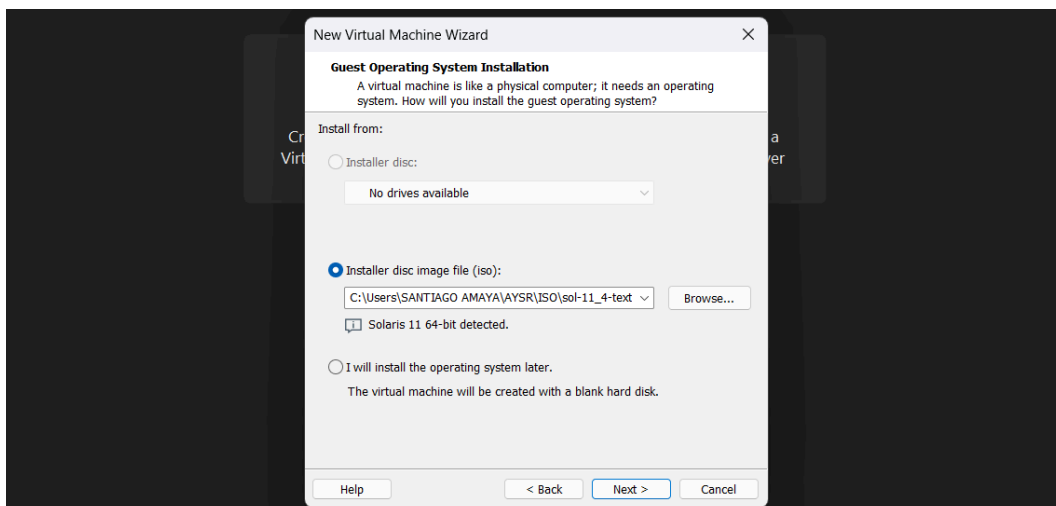 New Virtual Machine Wizard
Guest Operating System Installation
A virtual machine is like a physical computer; it needs an operating
system. How will you install the guest operating system?
Install from:
Cr
a
Installer disc:
Virt
er
No drives available
Installer disc image file (iso):
C:\Users\SANTIAGO AMAYA\AYSR\ISO\sol-11_4-text
Browse...
Solaris 11 64-bit detected.
I will install the operating system later.
The virtual machine will be created with a blank hard disk.
Help
< Back
Next >
Cancel